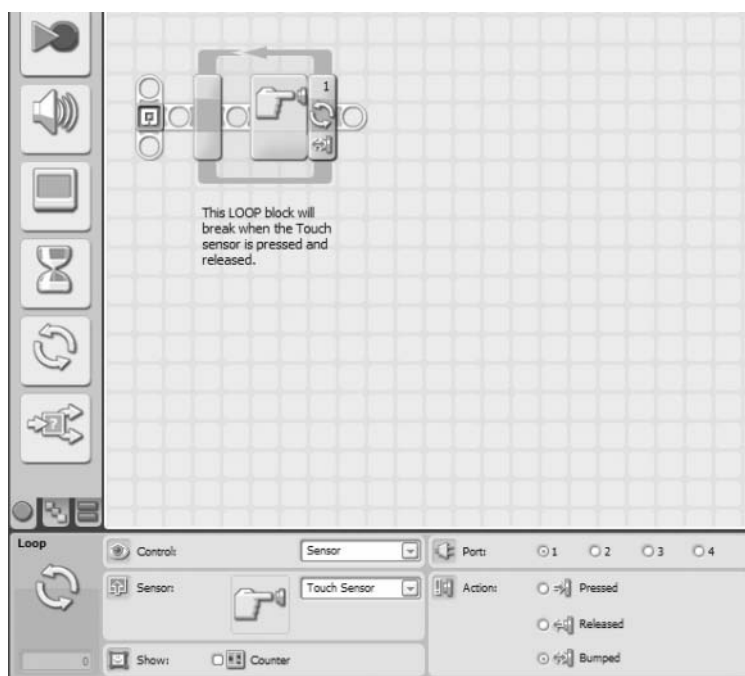 1
This LOOP block will
break when the Touch
sensor is pressed and
released.
Loop
0
Control: Sensor
Sensor: Touch Sensor
Show: Counter
Port: 1 2 3 4
Action: Pressed
Released
Bumped